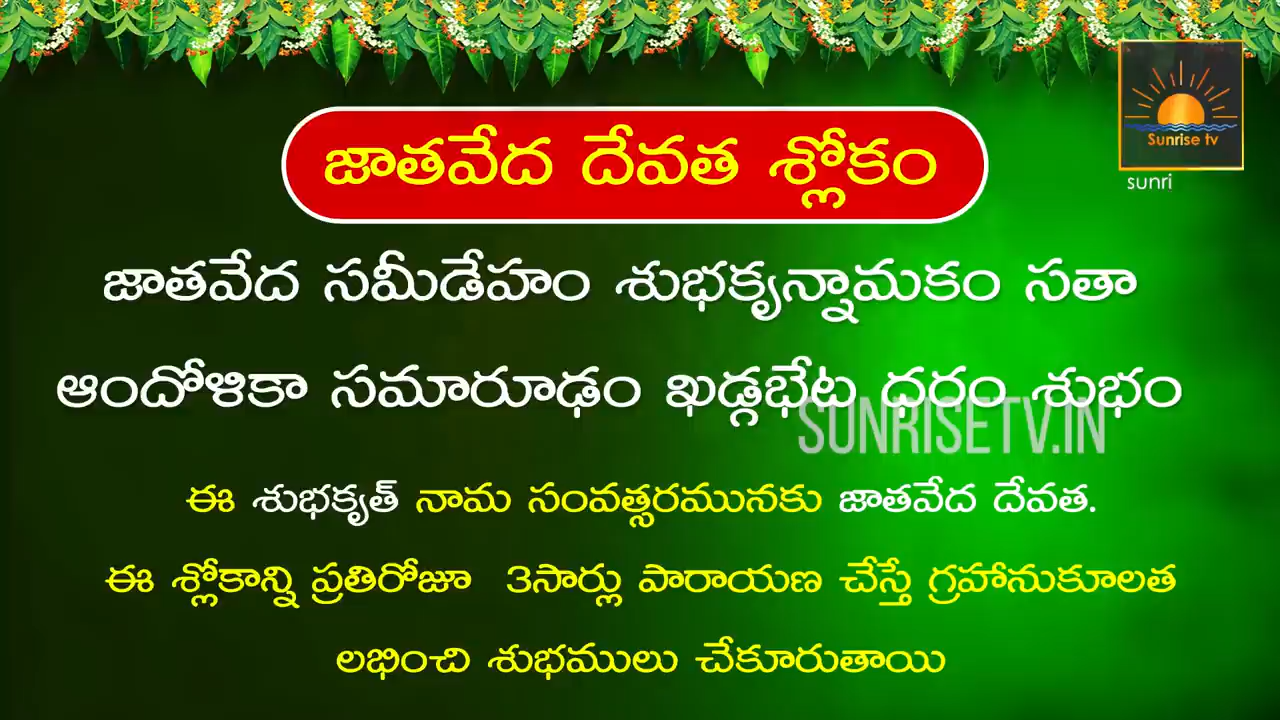 Sunrise tv
sunri
జాతవేద దేవత శ్లోకం
జాతవేద సమీడేహం శుభకృన్నామకం సతా
ఆందోళికా సమారూఢం ఖడ్గభేట ధరం శుభం
SUNRISETV.IN
ఈ శుభకృత్ నామ సంవత్సరమునకు జాతవేద దేవత.
ఈ శ్లోకాన్ని ప్రతిరోజూ 3సార్లు పారాయణ చేస్తే గ్రహానుకూలత
లభించి శుభములు చేకూరుతాయి